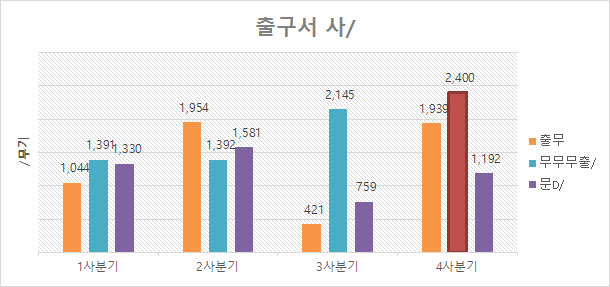 출구서 사/
/무기
1,044
1,391
1,330
1,954
1,392
1,581
421
2,145
759
1,939
2,400
1,192
1사분기
2사분기
3사분기
4사분기
출무
무무무출/
문D/